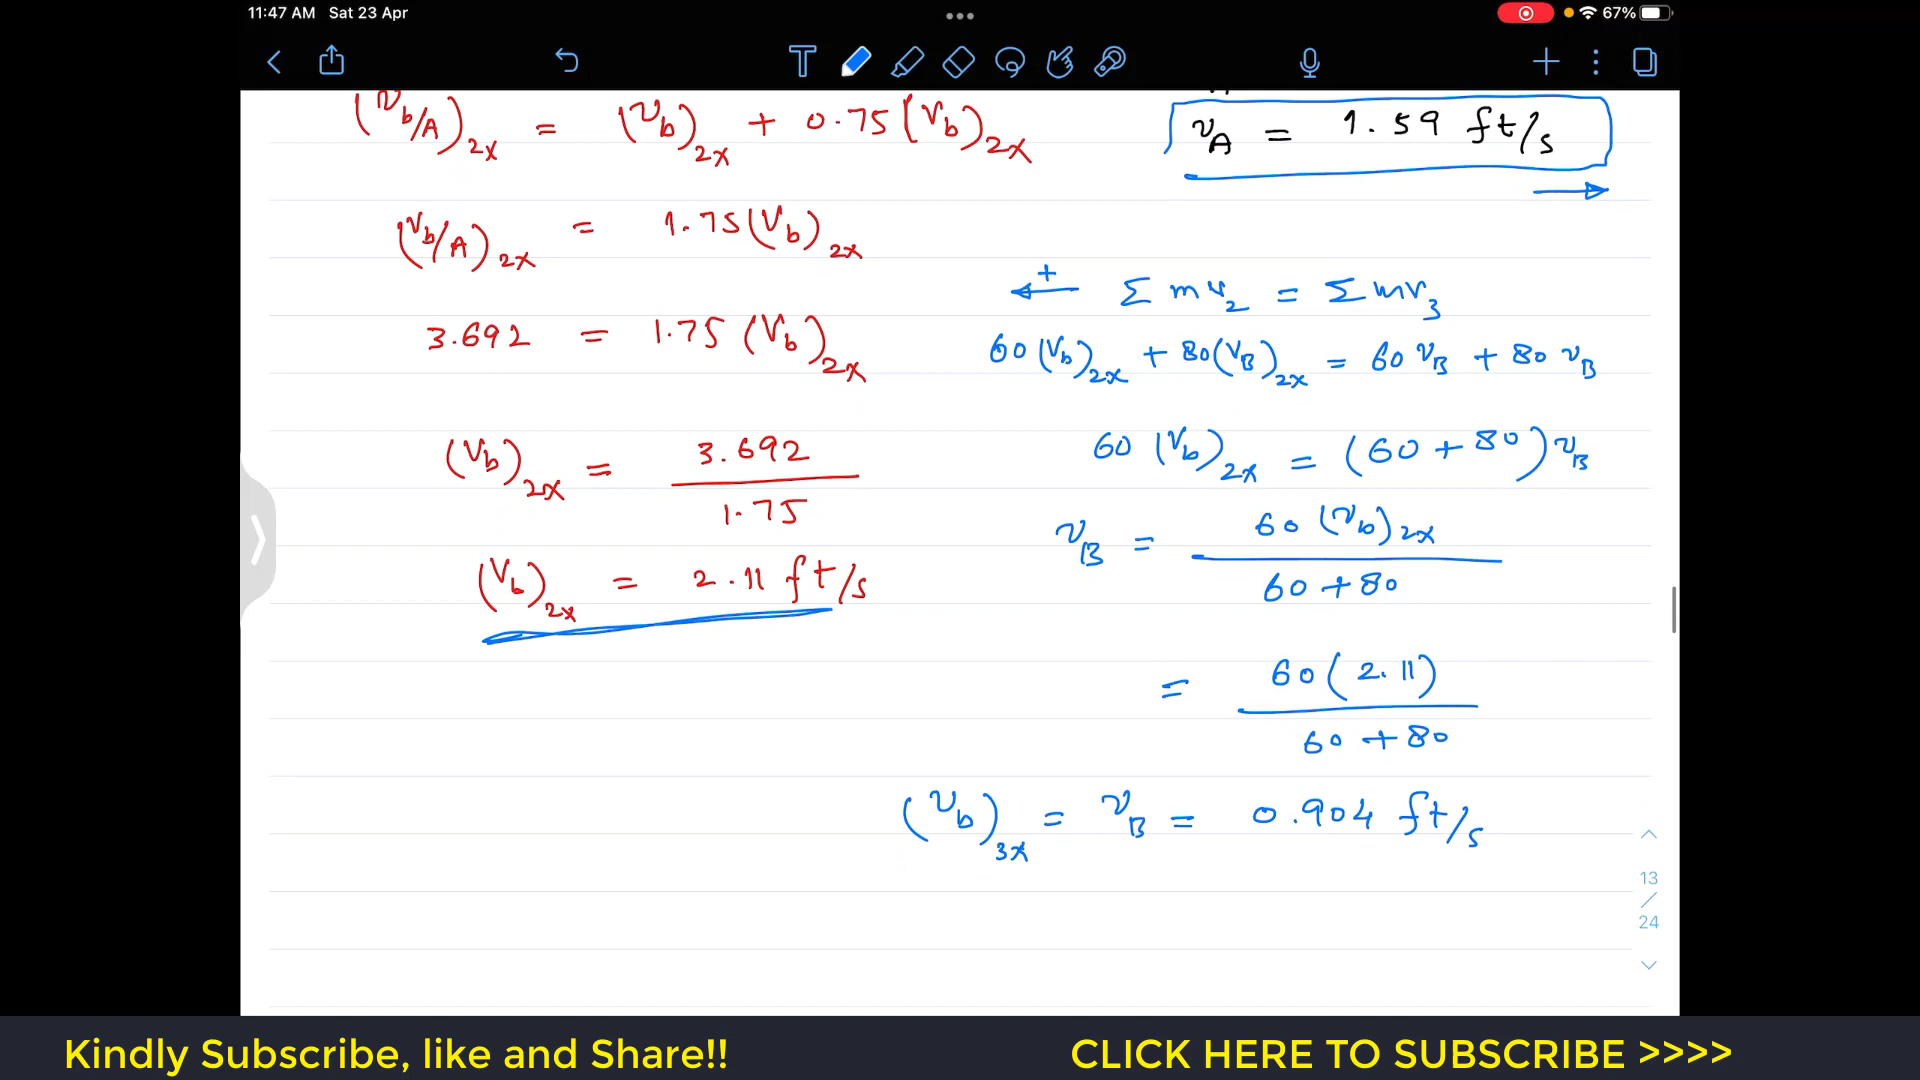 11:47 AM Sat 23 Apr
67%
(v_b/A)_2x = (v_b)_2x + 0.75(v_b)_2x
v_A = 1.59 ft/s
(v_b/A)_2x = 1.75(v_b)_2x
3.692 = 1.75(v_b)_2x
(v_b)_2x = 3.692 / 1.75
(v_b)_2x = 2.11 ft/s
+
Σ mv_2 = Σ mv_3
60(v_b)_2x + 80(v_B)_2x = 60 v_B + 80 v_B
60 (v_b)_2x = (60 + 80) v_B
v_B = 60 (v_b)_2x / 60 + 80
= 60(2.11) / 60 + 80
(v_b)_3x = v_B = 0.904 ft/s
13
/
24
Kindly Subscribe, like and Share!!
CLICK HERE TO SUBSCRIBE >>>>